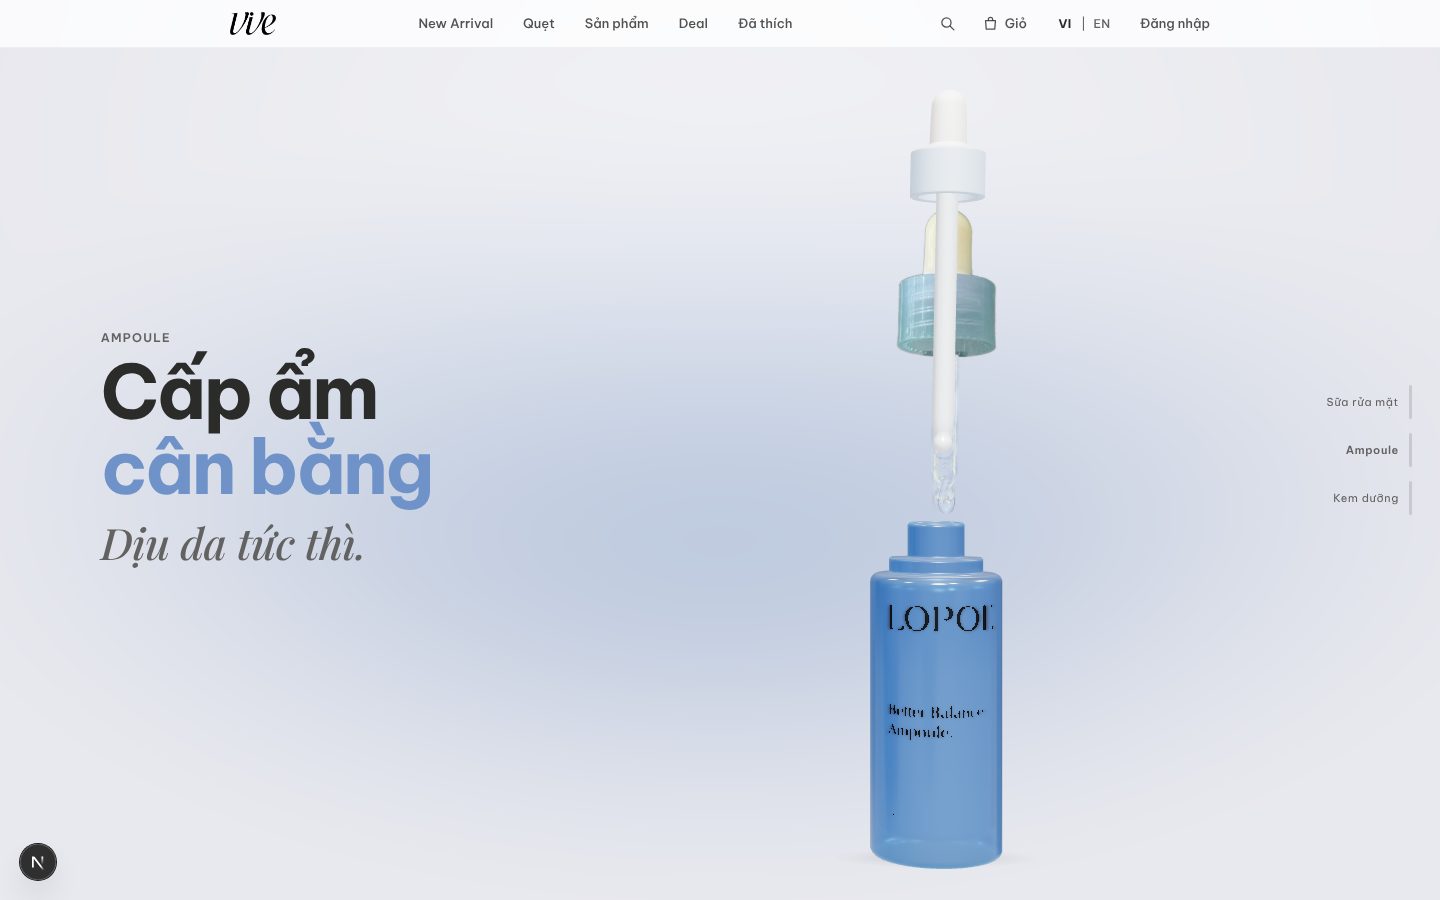 ViVe
New Arrival
Quẹt
Sản phẩm
Deal
Đã thích
Giỏ
VI | EN
Đăng nhập
AMPOULE
Cấp ẩm
cân bằng
Dịu da tức thì.
Sữa rửa mặt
Ampoule
Kem dưỡng
LOPOE
Better Balance
Ampoule.
N